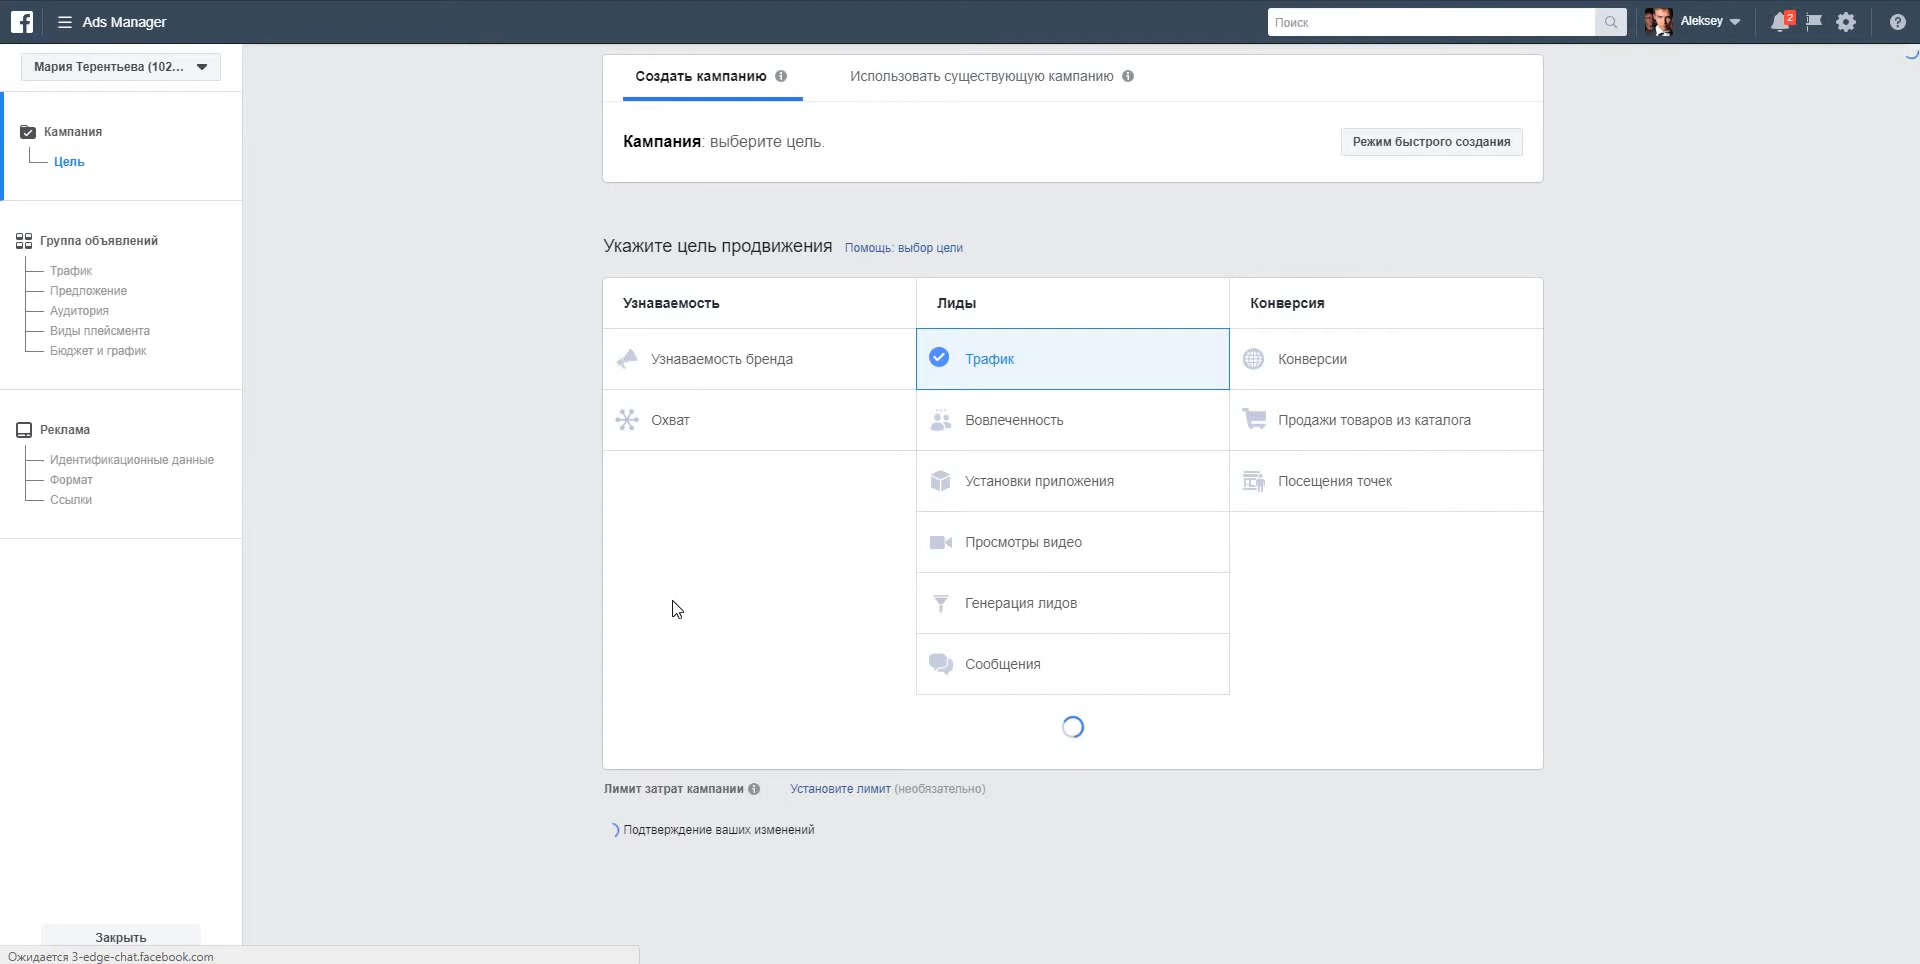 Ads Manager
Поиск
Aleksey
2
Мария Терентьева (102...
Кампания
Цель
Группа объявлений
Трафик
Предложение
Аудитория
Виды плейсмента
Бюджет и график
Реклама
Идентификационные данные
Формат
Ссылки
Закрыть
Ожидается 3-edge-chat.facebook.com
Создать кампанию
Использовать существующую кампанию
Кампания: выберите цель.
Режим быстрого создания
Укажите цель продвижения Помощь: выбор цели
Узнаваемость
Лиды
Конверсия
Узнаваемость бренда
Трафик
Конверсии
Охват
Вовлеченность
Продажи товаров из каталога
Установки приложения
Посещения точек
Просмотры видео
Генерация лидов
Сообщения
Лимит затрат кампании Установите лимит (необязательно)
Подтверждение ваших изменений